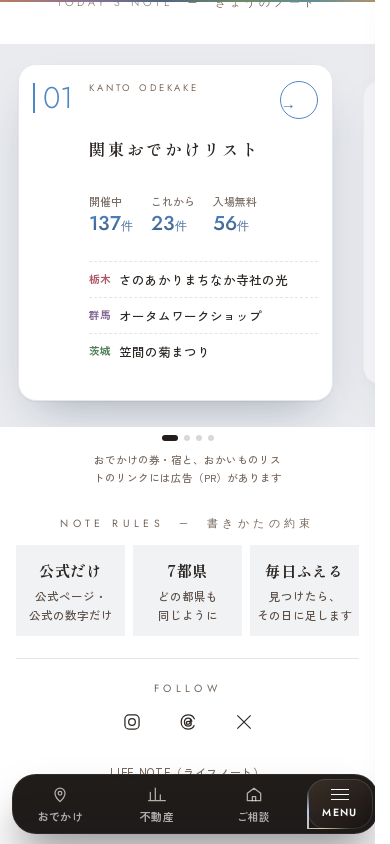 TODAY'S NOTE — きょうのノート
01
KANTO ODEKAKE
→
関東おでかけリスト
開催中 これから 入場無料
137件 23件 56件
栃木 さのあかりまちなか寺社の光
群馬 オータムワークショップ
茨城 笠間の菊まつり
おでかけの券・宿と、おかいものリス
トのリンクには広告（PR）があります
NOTE RULES — 書きかたの約束
公式だけ
公式ページ・
公式の数字だけ
7都県
どの都県も
同じように
毎日ふえる
見つけたら、
その日に足します
FOLLOW
LIFE NOTE（ライフノート）
おでかけ
不動産
ご相談
MENU